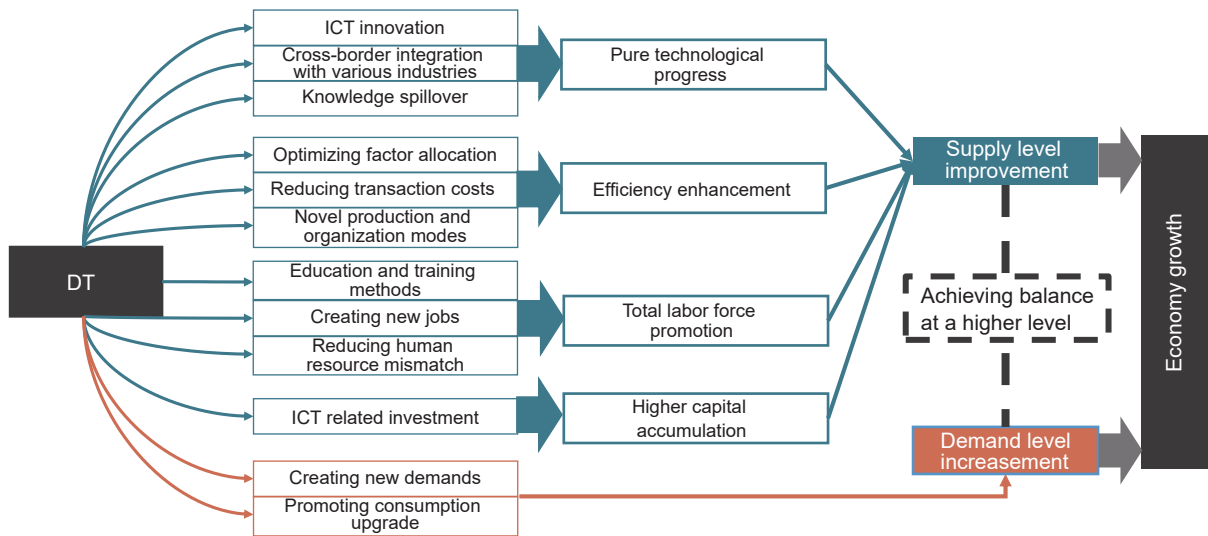 DT
ICT innovation
Cross-border integration
with various industries
Knowledge spillover
Optimizing factor allocation
Reducing transaction costs
Novel production and
organization modes
Education and training
methods
Creating new jobs
Reducing human
resource mismatch
ICT related investment
Creating new demands
Promoting consumption
upgrade
Pure technological
progress
Efficiency enhancement
Total labor force
promotion
Higher capital
accumulation
Supply level
improvement
Achieving balance
at a higher level
Demand level
increasement
Economy growth